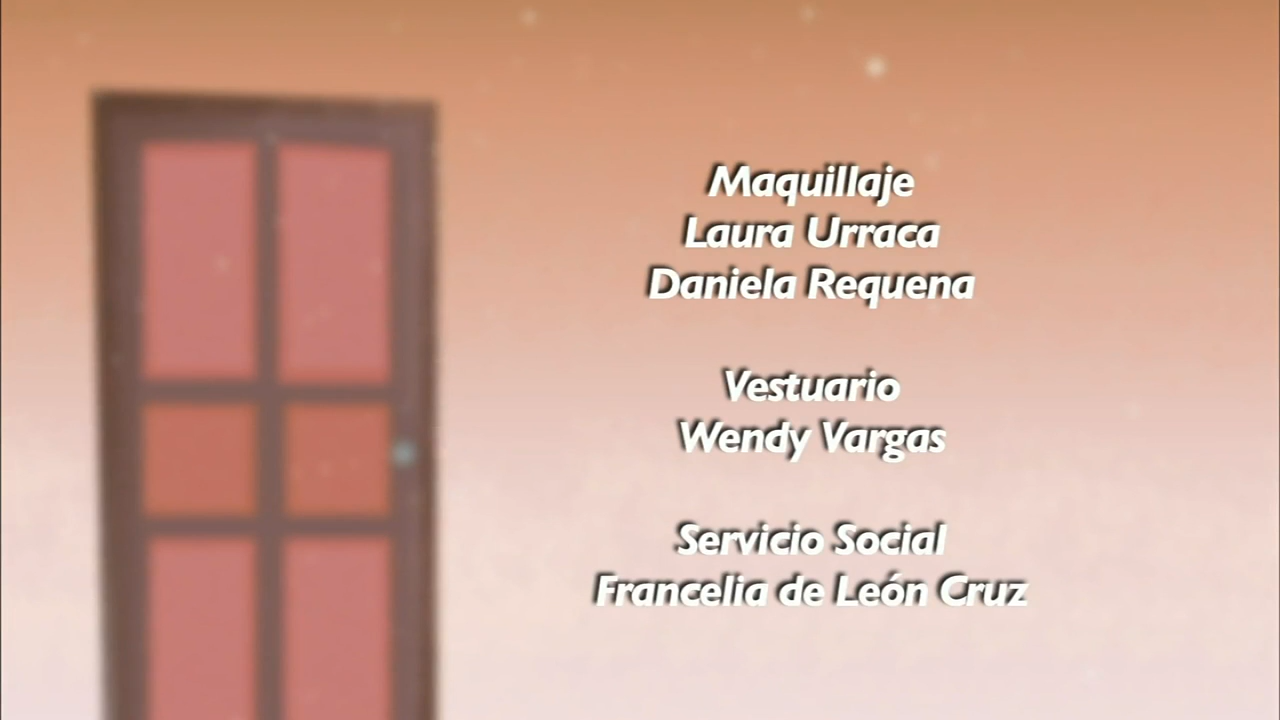 Maquillaje
Laura Urraca
Daniela Requena
Vestuario
Wendy Vargas
Servicio Social
Francelia de León Cruz